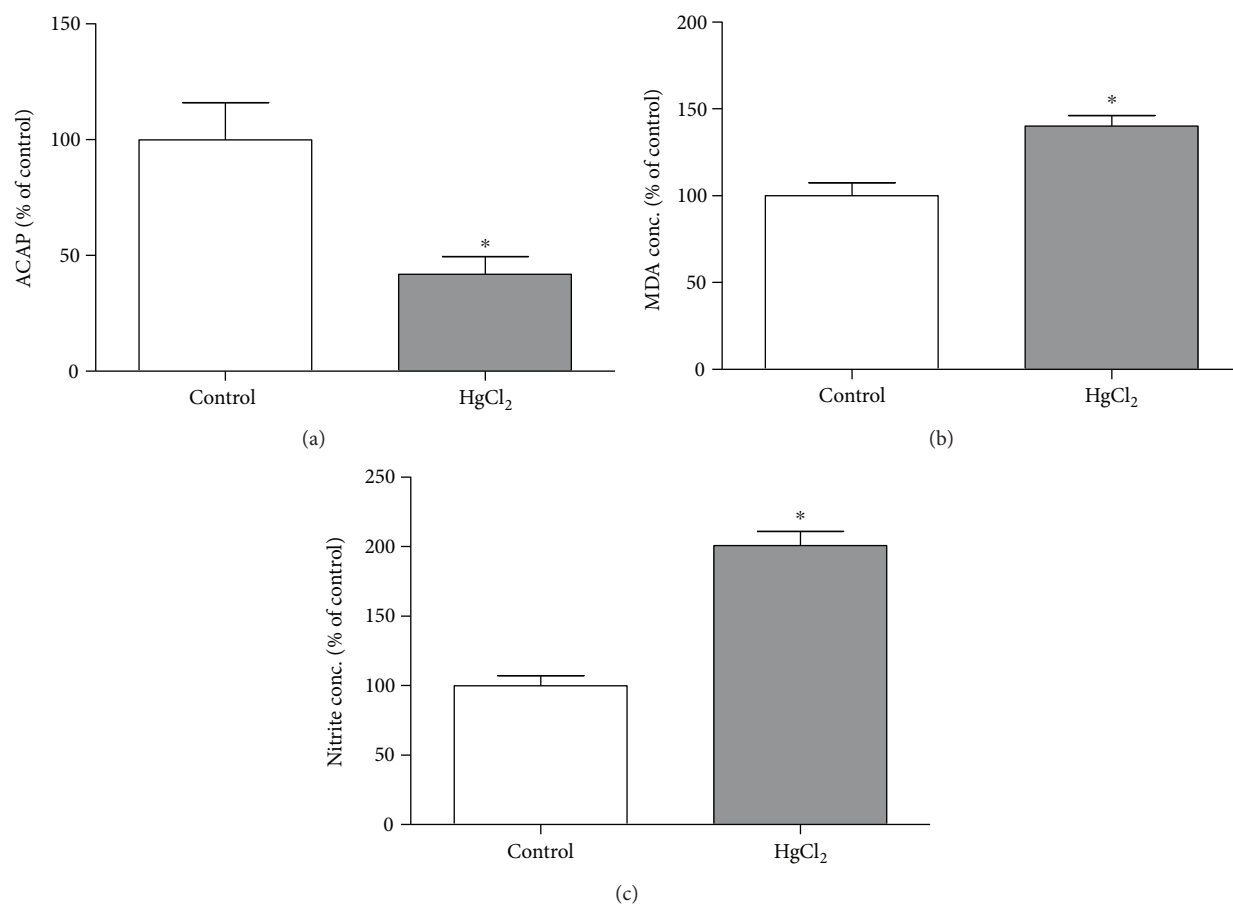 ACAP (% of control)
150
100
50
0
*
Control
HgCl₂
(a)
MDA conc. (% of control)
200
150
100
50
0
*
Control
HgCl₂
(b)
Nitrite conc. (% of control)
250
200
150
100
50
0
*
Control
HgCl₂
(c)